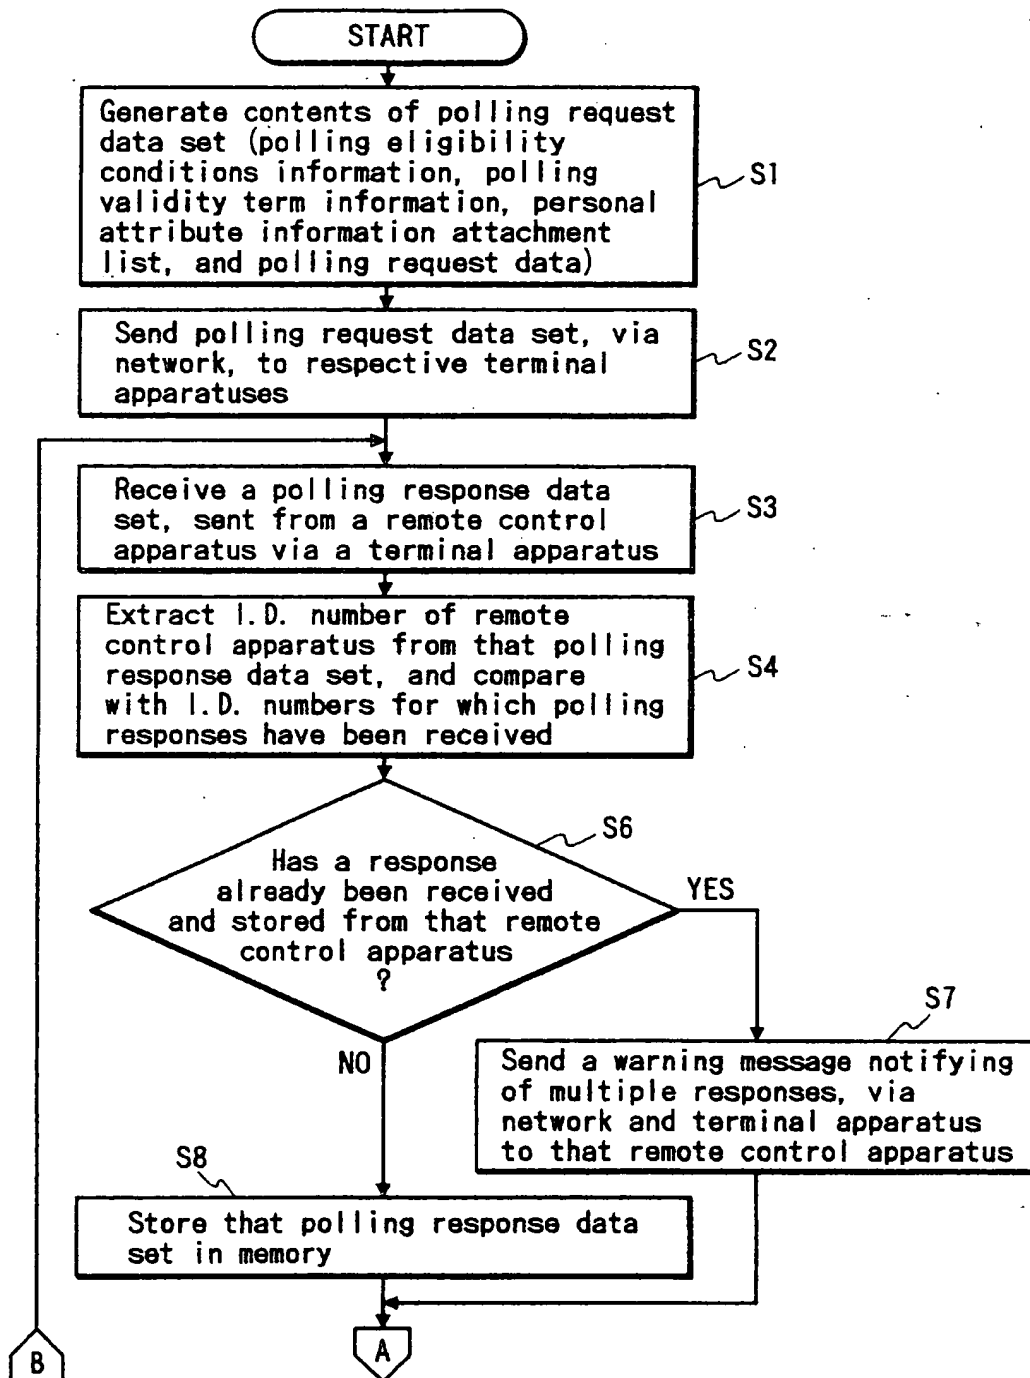 START
Generate contents of polling request
data set (polling eligibility
conditions information, polling
validity term information, personal
attribute information attachment
list, and polling request data)
S1
Send polling request data set, via
network, to respective terminal
apparatuses
S2
Receive a polling response data
set, sent from a remote control
apparatus via a terminal apparatus
S3
Extract I.D. number of remote
control apparatus from that polling
response data set, and compare
with I.D. numbers for which polling
responses have been received
S4
S6
Has a response
already been received
and stored from that remote
control apparatus
?
YES
NO
S7
Send a warning message notifying
of multiple responses, via
network and terminal apparatus
to that remote control apparatus
S8
Store that polling response data
set in memory
A
B